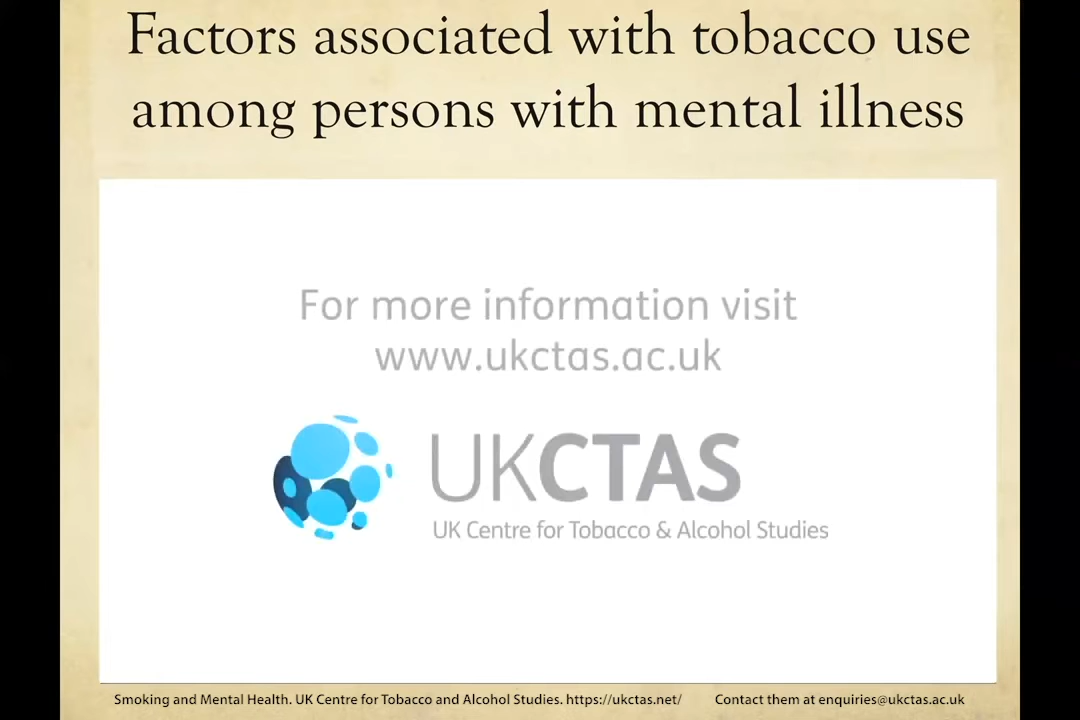 Factors associated with tobacco use
among persons with mental illness
For more information visit
www.ukctas.ac.uk
UKCTAS
UK Centre for Tobacco & Alcohol Studies
Smoking and Mental Health. UK Centre for Tobacco and Alcohol Studies. https://ukctas.net/ Contact them at enquiries@ukctas.ac.uk